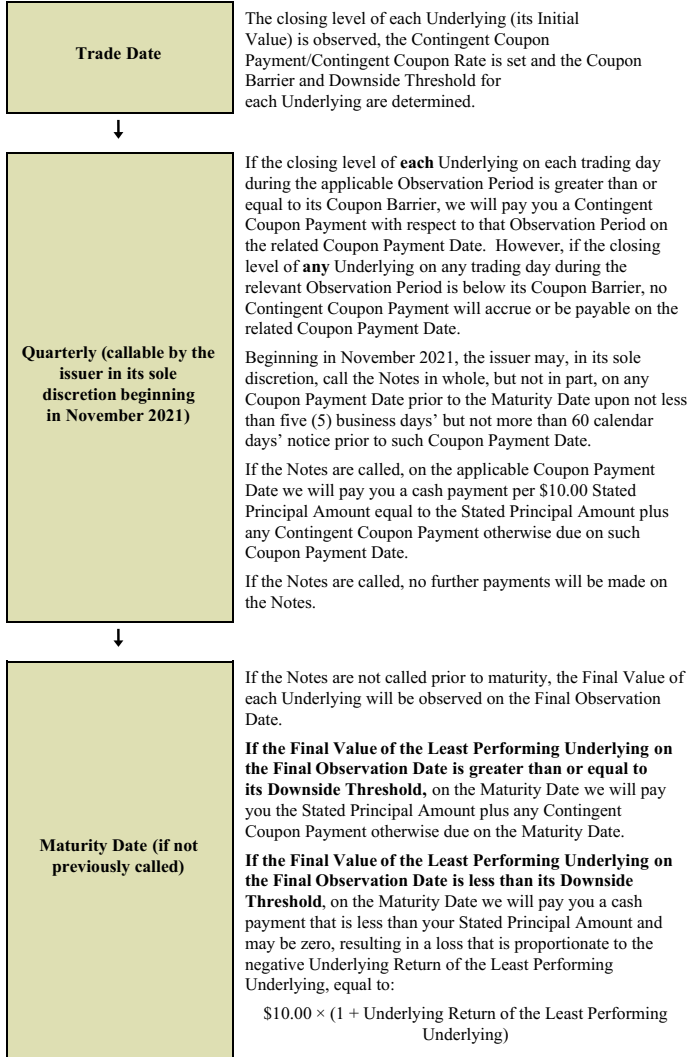 Trade Date
The closing level of each Underlying (its Initial
Value) is observed, the Contingent Coupon
Payment/Contingent Coupon Rate is set and the Coupon
Barrier and Downside Threshold for
each Underlying are determined.
↓
Quarterly (callable by the
issuer in its sole
discretion beginning
in November 2021)
If the closing level of each Underlying on each trading day
during the applicable Observation Period is greater than or
equal to its Coupon Barrier, we will pay you a Contingent
Coupon Payment with respect to that Observation Period on
the related Coupon Payment Date. However, if the closing
level of any Underlying on any trading day during the
relevant Observation Period is below its Coupon Barrier, no
Contingent Coupon Payment will accrue or be payable on the
related Coupon Payment Date.
Beginning in November 2021, the issuer may, in its sole
discretion, call the Notes in whole, but not in part, on any
Coupon Payment Date prior to the Maturity Date upon not less
than five (5) business days’ but not more than 60 calendar
days’ notice prior to such Coupon Payment Date.
If the Notes are called, on the applicable Coupon Payment
Date we will pay you a cash payment per $10.00 Stated
Principal Amount equal to the Stated Principal Amount plus
any Contingent Coupon Payment otherwise due on such
Coupon Payment Date.
If the Notes are called, no further payments will be made on
the Notes.
↓
Maturity Date (if not
previously called)
If the Notes are not called prior to maturity, the Final Value of
each Underlying will be observed on the Final Observation
Date.
If the Final Value of the Least Performing Underlying on
the Final Observation Date is greater than or equal to
its Downside Threshold, on the Maturity Date we will pay
you the Stated Principal Amount plus any Contingent
Coupon Payment otherwise due on the Maturity Date.
If the Final Value of the Least Performing Underlying on
the Final Observation Date is less than its Downside
Threshold, on the Maturity Date we will pay you a cash
payment that is less than your Stated Principal Amount and
may be zero, resulting in a loss that is proportionate to the
negative Underlying Return of the Least Performing
Underlying, equal to:
$10.00 × (1 + Underlying Return of the Least Performing
Underlying)